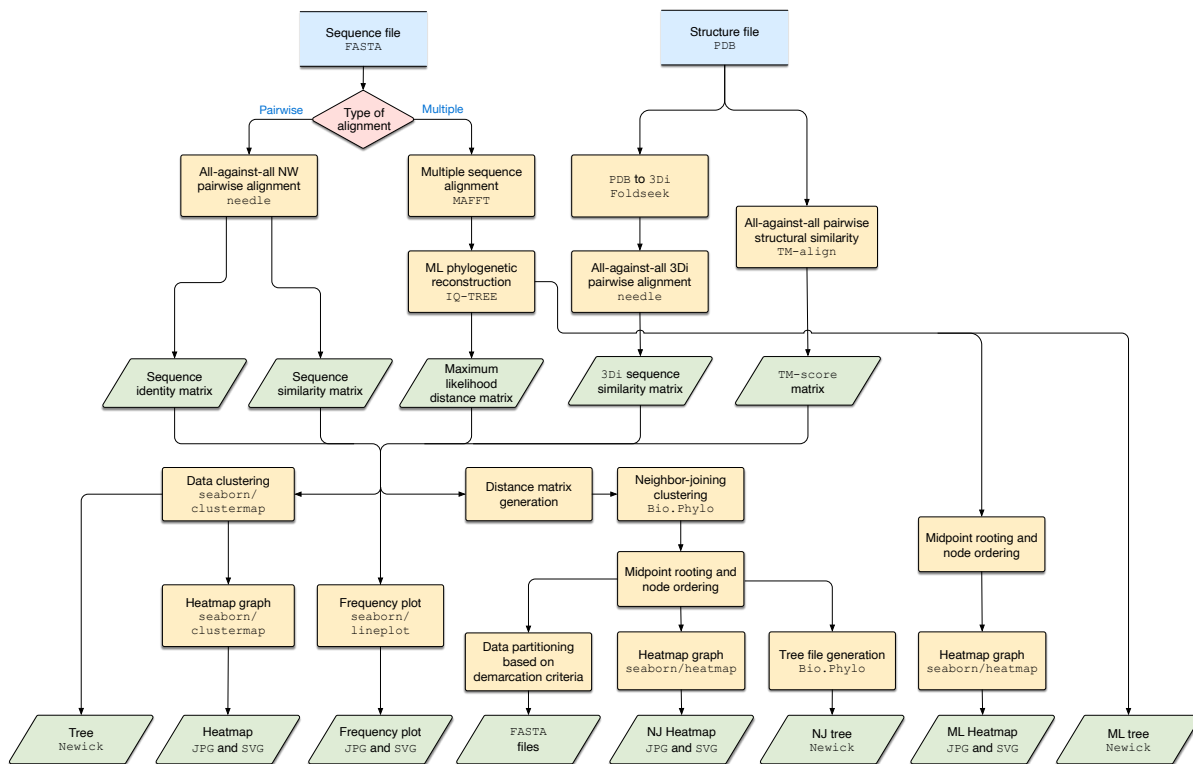 Sequence file
FASTA
Structure file
PDB
Pairwise
Type of
alignment
Multiple
All-against-all NW
pairwise alignment
needle
Multiple sequence
alignment
MAFFT
PDB to 3Di
Foldseek
All-against-all pairwise
structural similarity
TM-align
ML phylogenetic
reconstruction
IQ-TREE
All-against-all 3Di
pairwise alignment
needle
Sequence
identity matrix
Sequence
similarity matrix
Maximum
likelihood
distance matrix
3Di sequence
similarity matrix
TM-score
matrix
Data clustering
seaborn/
clustermap
Distance matrix
generation
Neighbor-joining
clustering
Bio.Phylo
Midpoint rooting and
node ordering
Midpoint rooting and
node ordering
Heatmap graph
seaborn/
clustermap
Frequency plot
seaborn/
lineplot
Data partitioning
based on
demarcation criteria
Heatmap graph
seaborn/heatmap
Tree file generation
Bio.Phylo
Heatmap graph
seaborn/heatmap
Tree
Newick
Heatmap
JPG and SVG
Frequency plot
JPG and SVG
FASTA
files
NJ Heatmap
JPG and SVG
NJ tree
Newick
ML Heatmap
JPG and SVG
ML tree
Newick